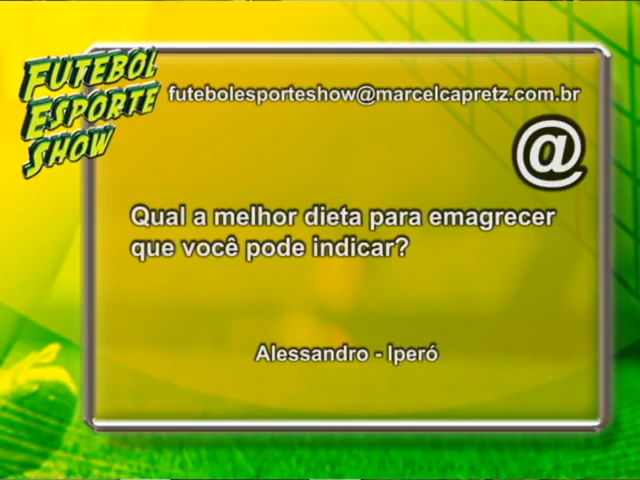 FUTEBOL
ESPORTE
SHOW
futebolesporteshow@marcelcapretz.com.br
@
Qual a melhor dieta para emagrecer
que você pode indicar?
Alessandro - Iperó